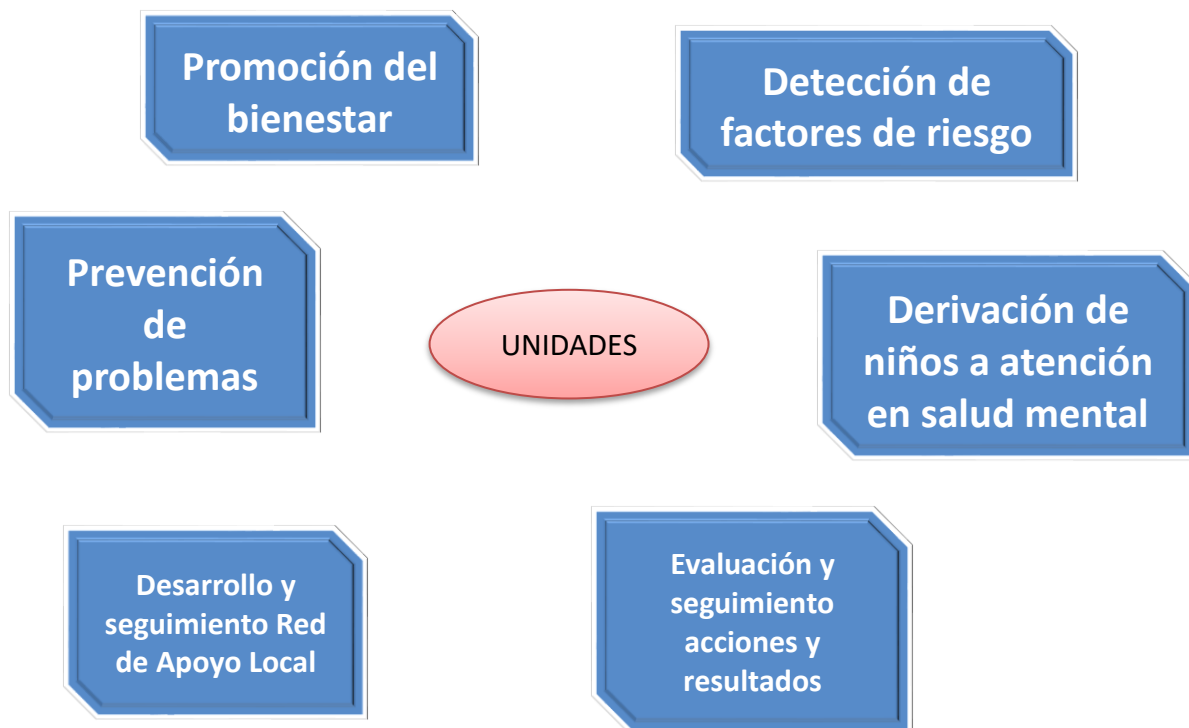 Promoción del
bienestar
Detección de
factores de riesgo
Prevención
de
problemas
UNIDADES
Derivación de
niños a atención
en salud mental
Desarrollo y
seguimiento Red
de Apoyo Local
Evaluación y
seguimiento
acciones y
resultados